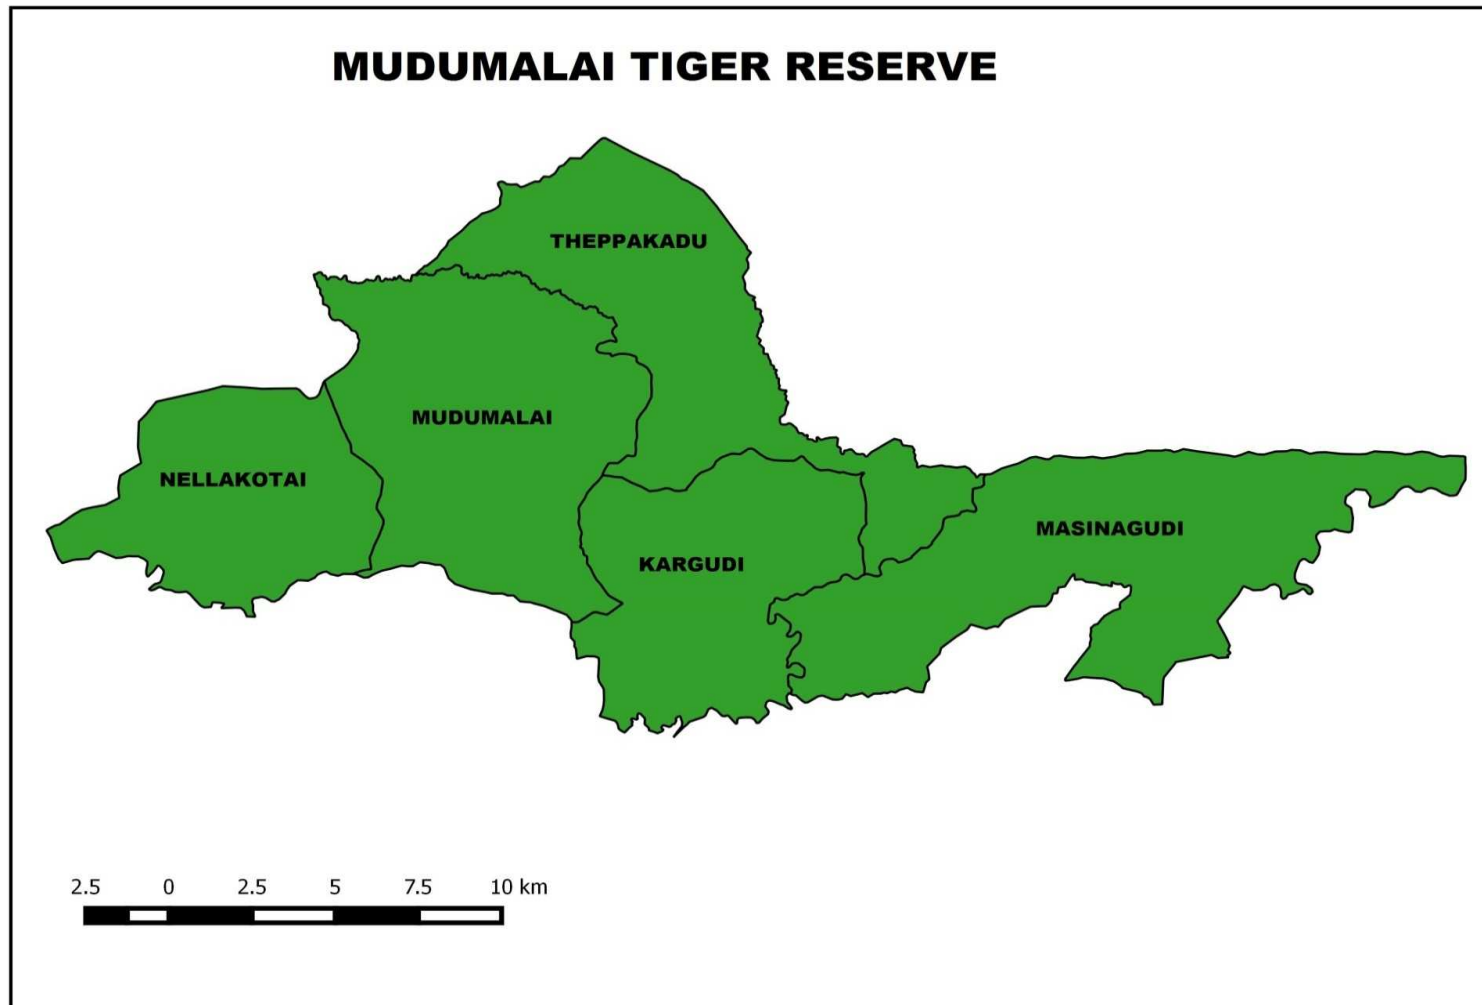 MUDUMALAI TIGER RESERVE
THEPPAKADU
MUDUMALAI
NELLAKOTAI
MASINAGUDI
KARGUDI
2.5 0 2.5 5 7.5 10 km